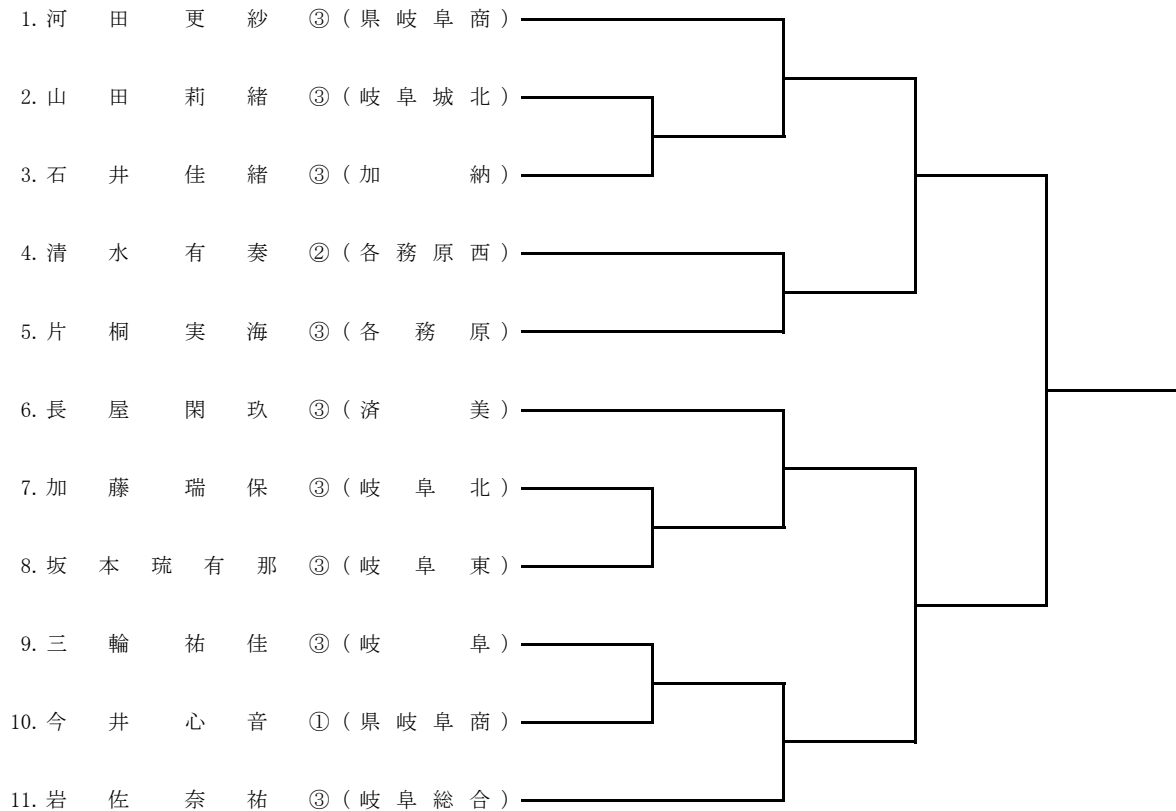 1. 河田更紗 ③ (県岐阜商)
2. 山田莉緒 ③ (岐阜城北)
3. 石井佳緒 ③ (加納)
4. 清水有奏 ② (各務原西)
5. 片桐実海 ③ (各務原)
6. 長屋閑玖 ③ (済美)
7. 加藤瑞保 ③ (岐阜北)
8. 坂本琉有那 ③ (岐阜東)
9. 三輪祐佳 ③ (岐阜)
10. 今井心音 ① (県岐阜商)
11. 岩佐奈祐 ③ (岐阜総合)